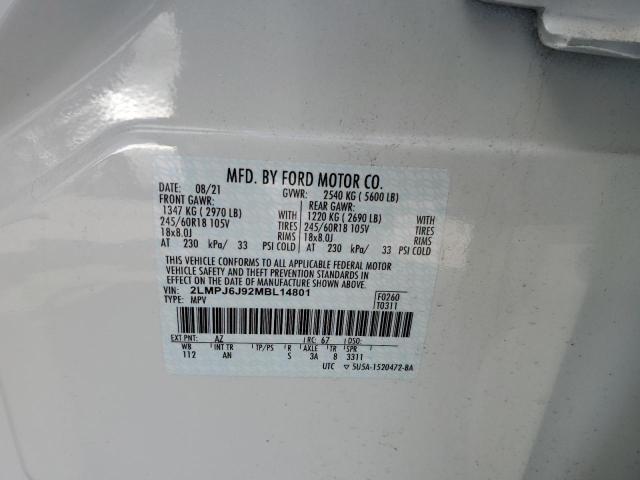 MFD. BY FORD MOTOR CO.
DATE: 08/21 GVWR: 2540 KG ( 5600 LB)
FRONT GAWR: REAR GAWR:
1347 KG ( 2970 LB) WITH 1220 KG ( 2690 LB) WITH
245/60R18 105V TIRES 245/60R18 105V TIRES
18x8.0J RIMS 18x8.0J RIMS
AT 230 kPa/ 33 PSI COLD AT 230 kPa/ 33 PSI COLD
THIS VEHICLE CONFORMS TO ALL APPLICABLE FEDERAL MOTOR
VEHICLE SAFETY AND THEFT PREVENTION STANDARDS IN
EFFECT ON THE DATE OF MANUFACTURE SHOWN ABOVE.
VIN: 2LMPJ6J92MBL14801 F0260
TYPE: MPV T0311
EXT PNT: AZ RC: 67 DSO:
WB INT TR TP/PS R AXLE TR SPR
112 AN S 3A 8 3311
UTC ▽ 5U5A-1520472-BA